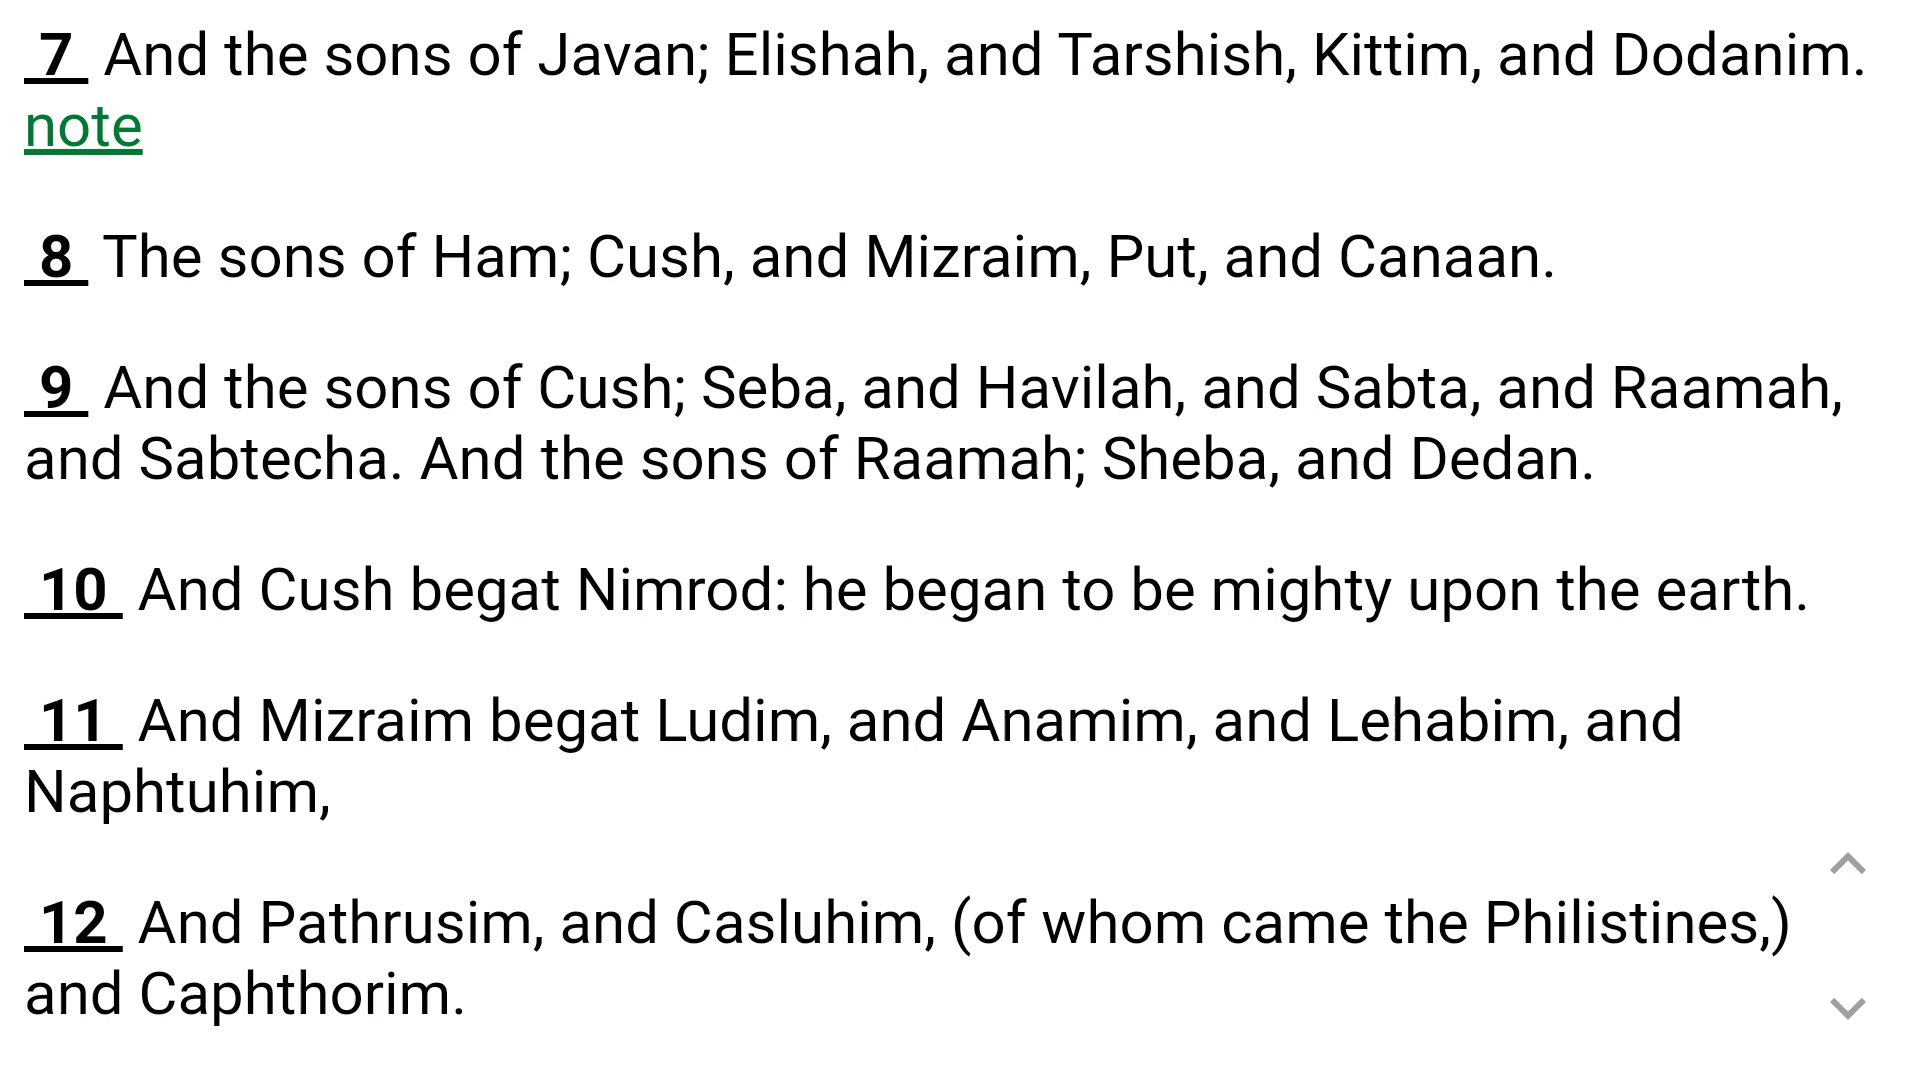 7 And the sons of Javan; Elishah, and Tarshish, Kittim, and Dodanim.
note
8 The sons of Ham; Cush, and Mizraim, Put, and Canaan.
9 And the sons of Cush; Seba, and Havilah, and Sabta, and Raamah,
and Sabtecha. And the sons of Raamah; Sheba, and Dedan.
10 And Cush begat Nimrod: he began to be mighty upon the earth.
11 And Mizraim begat Ludim, and Anamim, and Lehabim, and
Naphtuhim,
12 And Pathrusim, and Casluhim, (of whom came the Philistines,)
and Caphthorim.